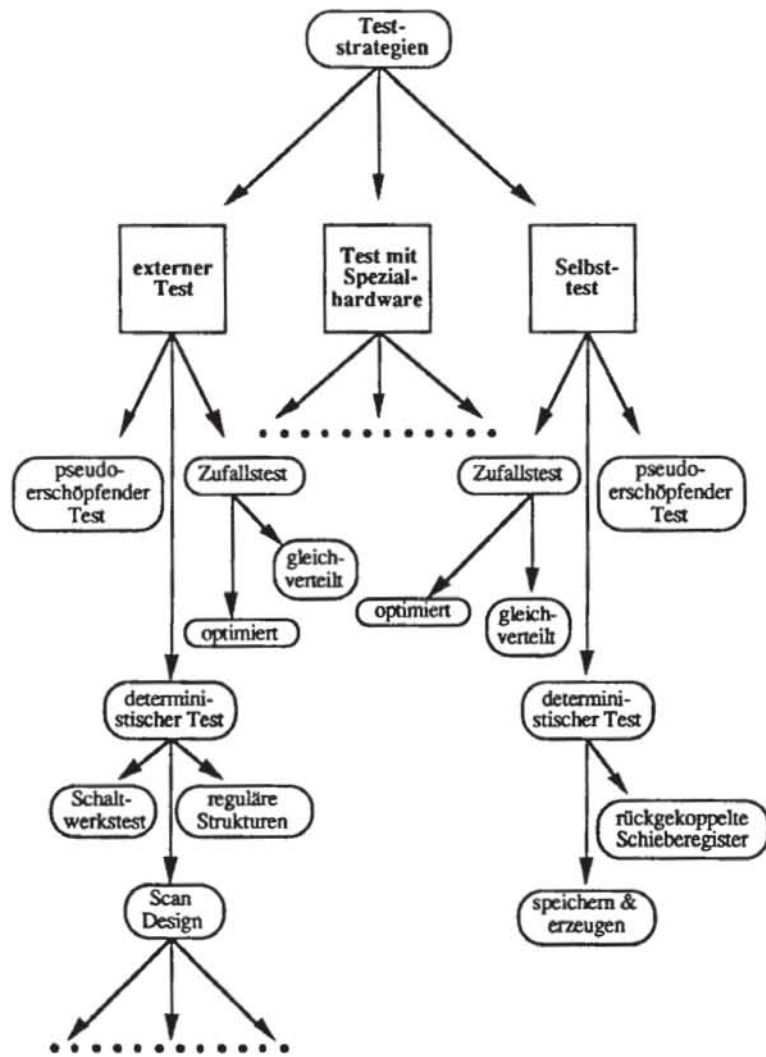 Test-
strategien
externer
Test
Test mit
Spezial-
hardware
Selbst-
test
pseudo-
erschöpfender
Test
Zufallstest
Zufallstest
pseudo-
erschöpfender
Test
gleich-
verteilt
optimiert
optimiert
gleich-
verteilt
determini-
stischer Test
determini-
stischer Test
Schalt-
werkstest
reguläre
Strukturen
rückgekoppelte
Schieberegister
Scan
Design
speichern &
erzeugen